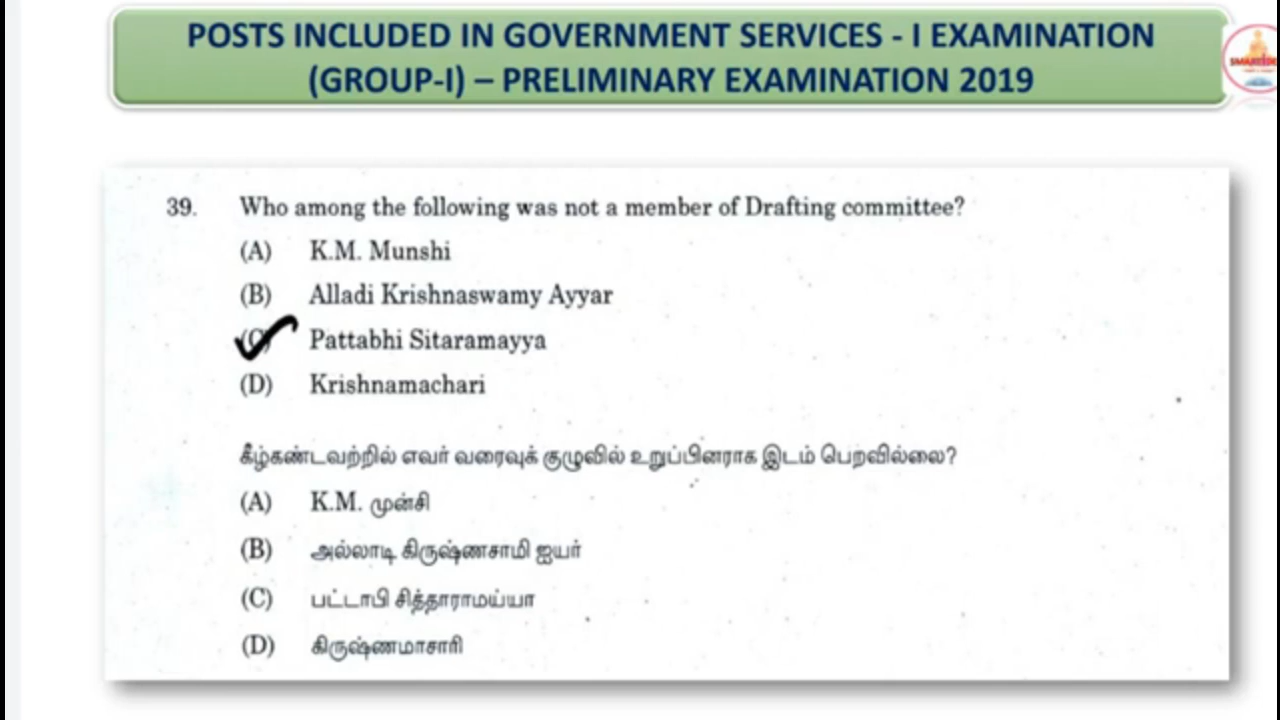 POSTS INCLUDED IN GOVERNMENT SERVICES - I EXAMINATION
(GROUP-I) – PRELIMINARY EXAMINATION 2019
39. Who among the following was not a member of Drafting committee?
(A) K.M. Munshi
(B) Alladi Krishnaswamy Ayyar
(C) Pattabhi Sitaramayya
(D) Krishnamachari
கீழ்கண்டவற்றில் எவர் வரைவுக் குழுவில் உறுப்பினராக இடம் பெறவில்லை?
(A) K.M. முன்சி
(B) அல்லாடி கிருஷ்ணசாமி ஐயர்
(C) பட்டாபி சித்தாராமய்யா
(D) கிருஷ்ணமாசாரி